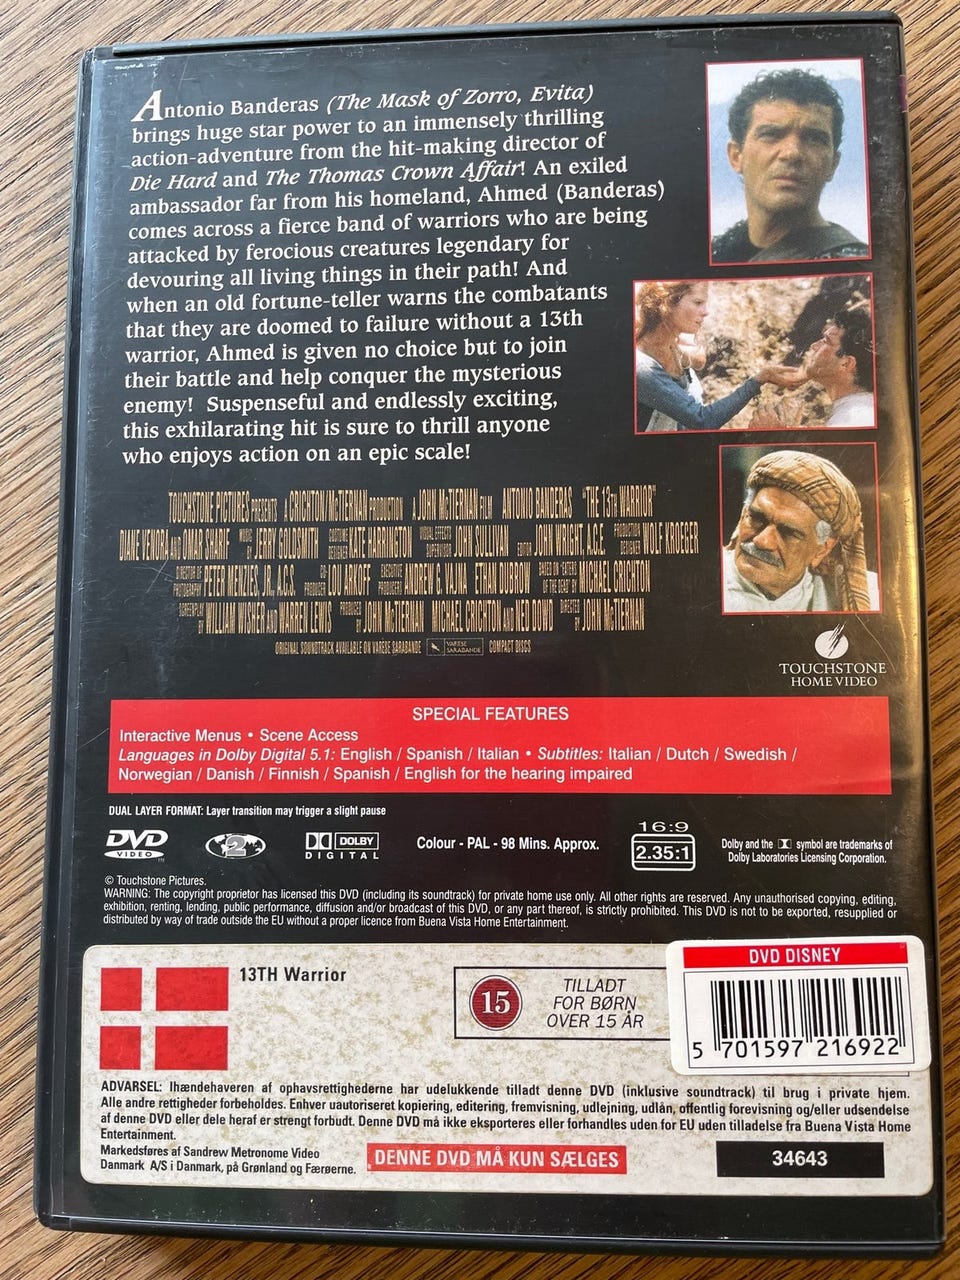 Antonio Banderas (The Mask of Zorro, Evita)
brings huge star power to an immensely thrilling
action-adventure from the hit-making director of
Die Hard and The Thomas Crown Affair! An exiled
ambassador far from his homeland, Ahmed (Banderas)
comes across a fierce band of warriors who are being
attacked by ferocious creatures legendary for
devouring all living things in their path! And
when an old fortune-teller warns the combatants
that they are doomed to failure without a 13th
warrior, Ahmed is given no choice but to join
their battle and help conquer the mysterious
enemy! Suspenseful and endlessly exciting,
this exhilarating hit is sure to thrill anyone
who enjoys action on an epic scale!
TOUCHSTONE PICTURES PRESENTS A CRICHTON/McTIERNAN PRODUCTION A JOHN McTIERNAN FILM ANTONIO BANDERAS "THE 13TH WARRIOR"
DIANE VENORA AND OMAR SHARIF MUSIC BY JERRY GOLDSMITH COSTUME DESIGNER KATE HARRINGTON VISUAL EFFECTS SUPERVISOR JOHN SULLIVAN EDITOR JOHN WRIGHT, A.C.E. PRODUCTION DESIGNER WOLF KROEGER
DIRECTOR OF PHOTOGRAPHY PETER MENZIES, JR., A.C.S. CO-PRODUCER LOU ARKOFF EXECUTIVE PRODUCERS ANDREW G. VAJNA ETHAN DUBROW BASED ON "EATERS OF THE DEAD" BY MICHAEL CRICHTON
SCREENPLAY BY WILLIAM WISHER AND WARREN LEWIS PRODUCED BY JOHN McTIERNAN MICHAEL CRICHTON AND NED DOWD DIRECTED BY JOHN McTIERNAN
ORIGINAL SOUNDTRACK AVAILABLE ON VARÈSE SARABANDE VARÈSE SARABANDE COMPACT DISCS
TOUCHSTONE
HOME VIDEO
SPECIAL FEATURES
Interactive Menus • Scene Access
Languages in Dolby Digital 5.1: English / Spanish / Italian • Subtitles: Italian / Dutch / Swedish /
Norwegian / Danish / Finnish / Spanish / English for the hearing impaired
DUAL LAYER FORMAT: Layer transition may trigger a slight pause
DVD VIDEO TM
2
DOLBY DIGITAL
Colour - PAL - 98 Mins. Approx.
16:9
2.35:1
Dolby and the symbol are trademarks of
Dolby Laboratories Licensing Corporation.
© Touchstone Pictures.
WARNING: The copyright proprietor has licensed this DVD (including its soundtrack) for private home use only. All other rights are reserved. Any unauthorised copying, editing,
exhibition, renting, lending, public performance, diffusion and/or broadcast of this DVD, or any part thereof, is strictly prohibited. This DVD is not to be exported, resupplied or
distributed by way of trade outside the EU without a proper licence from Buena Vista Home Entertainment.
13TH Warrior
15
TILLADT
FOR BØRN
OVER 15 ÅR
DVD DISNEY
5 701597 216922
ADVARSEL: Ihændehaveren af ophavsrettighederne har udelukkende tilladt denne DVD (inklusive soundtrack) til brug i private hjem.
Alle andre rettigheder forbeholdes. Enhver uautoriseret kopiering, editering, fremvisning, udlejning, udlån, offentlig forevisning og/eller udsendelse
af denne DVD eller dele heraf er strengt forbudt. Denne DVD må ikke eksporteres eller forhandles uden for EU uden tilladelse fra Buena Vista Home
Entertainment.
Markedsføres af Sandrew Metronome Video
Danmark A/S i Danmark, på Grønland og Færøerne.
DENNE DVD MÅ KUN SÆLGES
34643